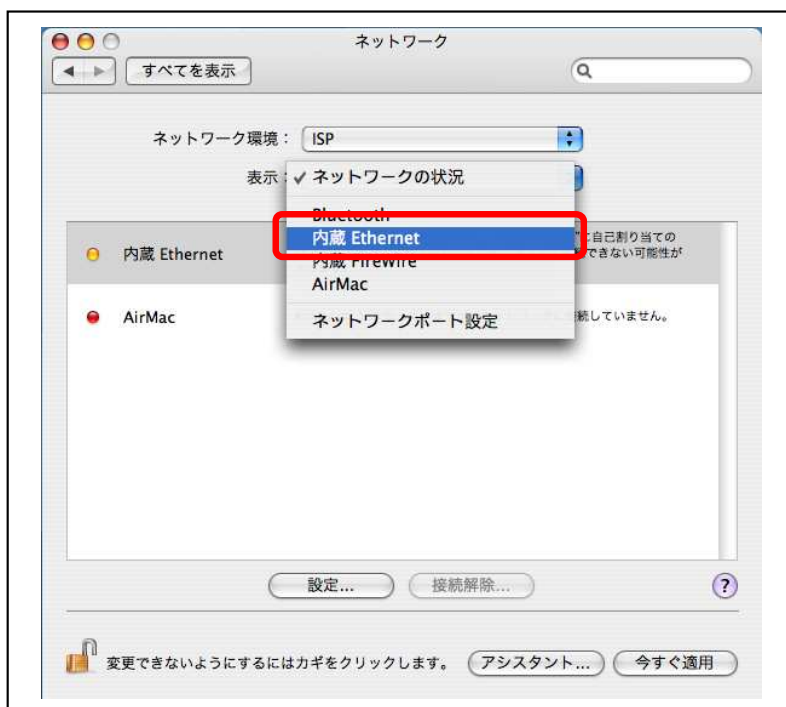 ネットワーク
すべてを表示
ネットワーク環境： ISP
表示： ✓ ネットワークの状況
Bluetooth
内蔵 Ethernet
内蔵 FireWire
AirMac
ネットワークポート設定
内蔵 Ethernet
自己割り当ての
できない可能性が
AirMac
続していません。
設定...
接続解除...
?
変更できないようにするにはカギをクリックします。
アシスタント...
今すぐ適用